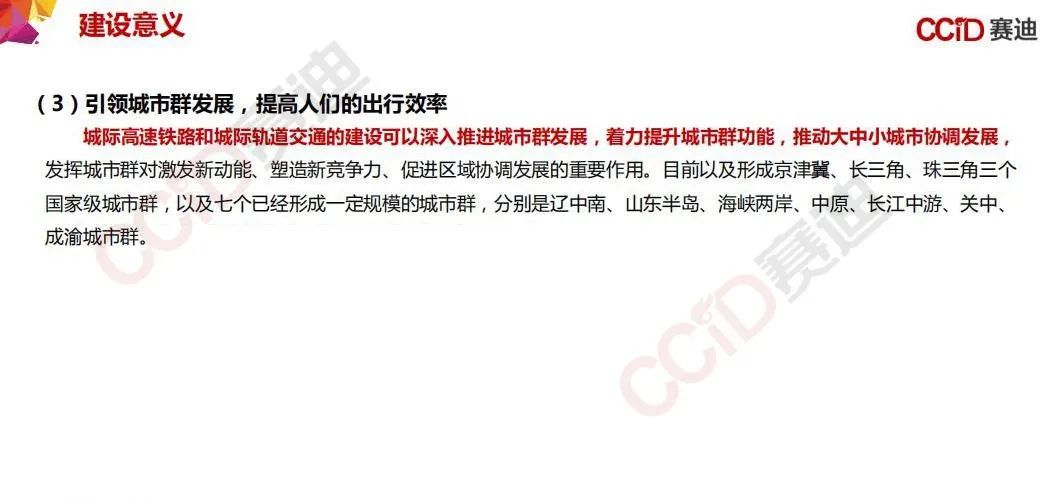 建设意义
CCiD 赛迪
（3）引领城市群发展，提高人们的出行效率
城际高速铁路和城际轨道交通的建设可以深入推进城市群发展，着力提升城市群功能，推动大中小城市协调发展，
发挥城市群对激发新动能、塑造新竞争力、促进区域协调发展的重要作用。目前以及形成京津冀、长三角、珠三角三个
国家级城市群，以及七个已经形成一定规模的城市群，分别是辽中南、山东半岛、海峡两岸、中原、长江中游、关中、
成渝城市群。
CCiD赛迪
CCiD赛迪